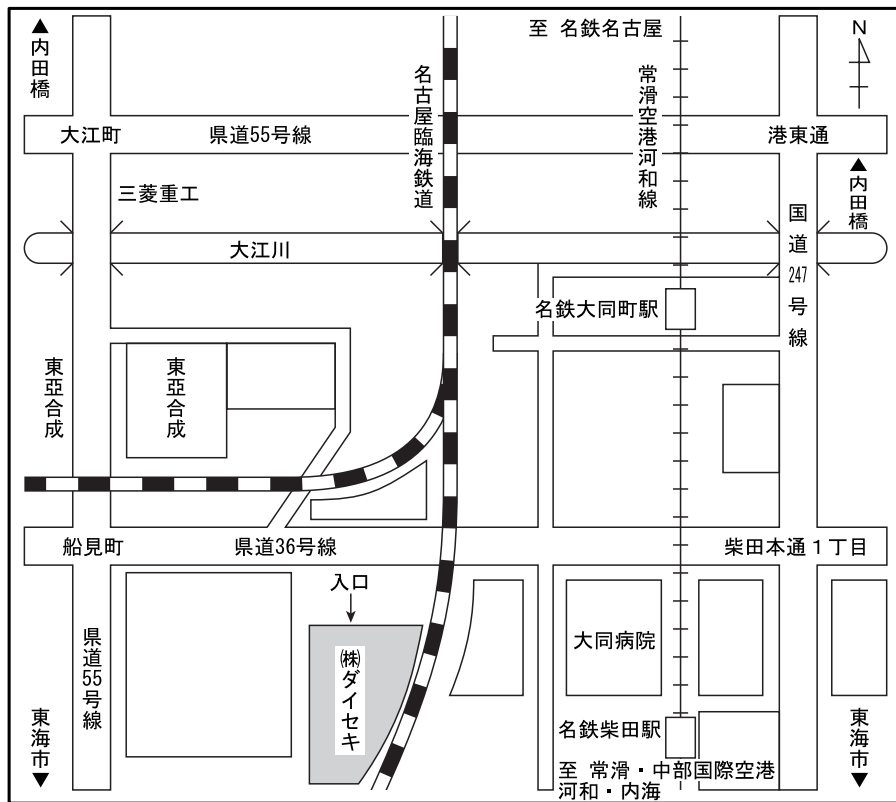 ▲内田橋
至 名鉄名古屋
N
名古屋臨海鉄道
常滑空港河和線
大江町
県道55号線
港東通
▲内田橋
三菱重工
国道247号線
大江川
名鉄大同町駅
東亞合成
東亞合成
船見町
県道36号線
柴田本通1丁目
入口
県道55号線
㈱ダイセキ
大同病院
東海市▼
名鉄柴田駅
東海市▼
至 常滑・中部国際空港
河和・内海